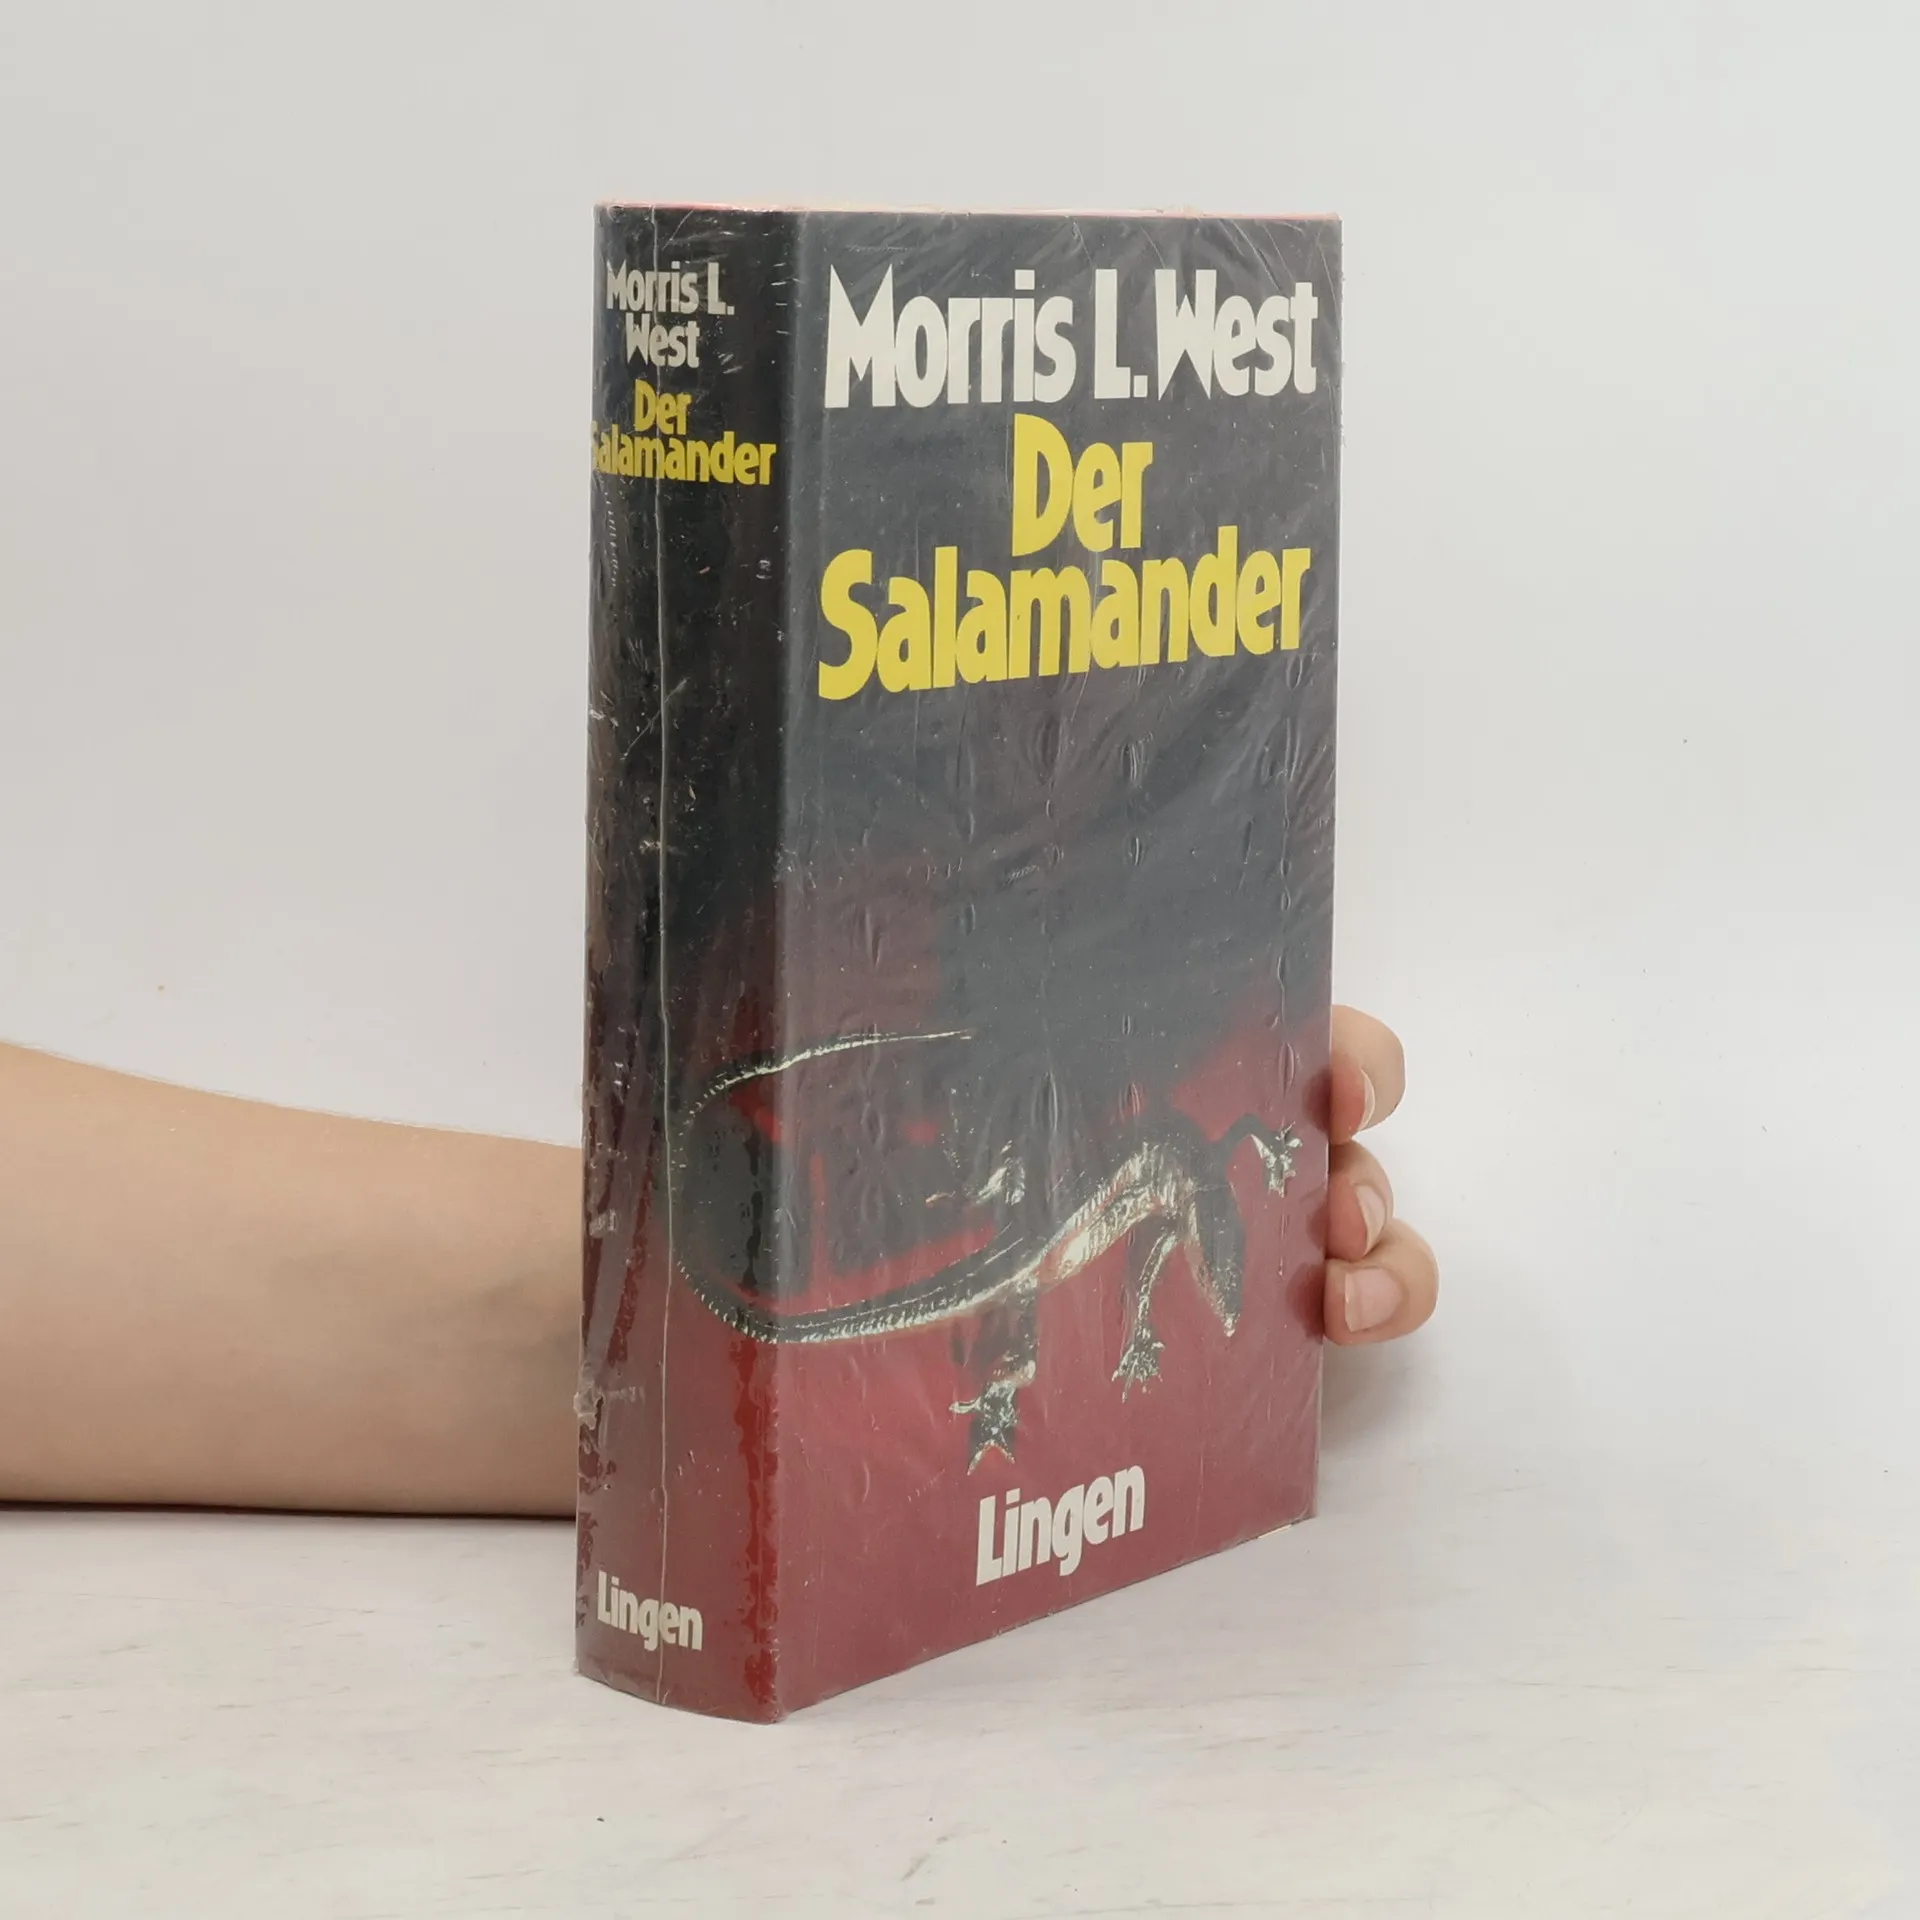 Morris L.
West
Der
Salamander
Lingen
Morris L. West
Der
Salamander
Lingen